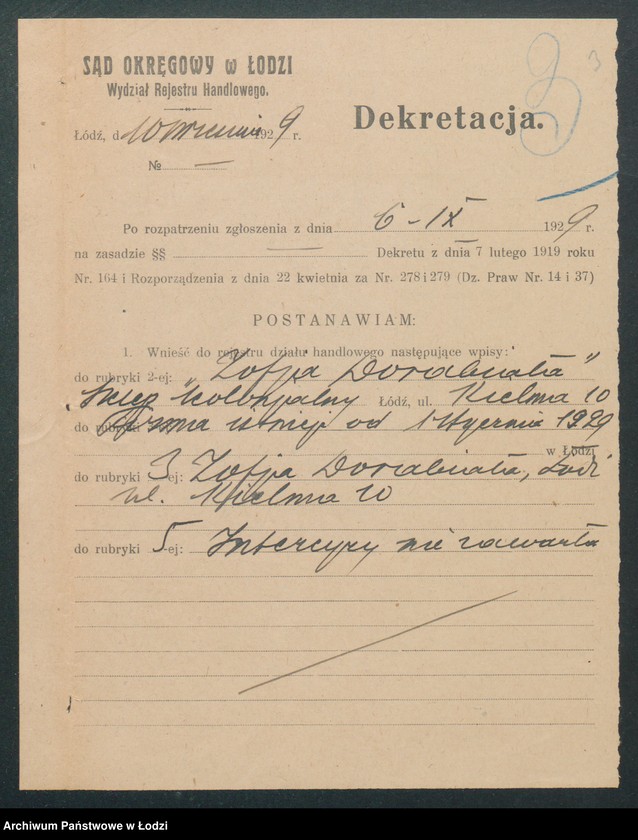 SĄD OKRĘGOWY w ŁODZI
Wydział Rejestru Handlowego.
3
Dekretacja.
Łódź, d. 10 września 1929 r.
№ —
Po rozpatrzeniu zgłoszenia z dnia 6-IX 1929 r.
na zasadzie §§ — Dekretu z dnia 7 lutego 1919 roku
Nr. 164 i Rozporządzenia z dnia 22 kwietnia za Nr. 278 i 279 (Dz. Praw Nr. 14 i 37)
POSTANAWIAM:
1. Wnieść do rejestru działu handlowego następujące wpisy:
do rubryki 2-ej: „Zofja Dorabiała"
sklep kolonjalny Łódź, ul. Kielma 10
do Firma istnieje od 1 stycznia 1929
w Łodzi
do rubryki 3-ej: Zofja Dorabiała, Łódź
ul. Kielma 10
do rubryki 5-ej: Intercyzy nie zawarła
Archiwum Państwowe w Łodzi